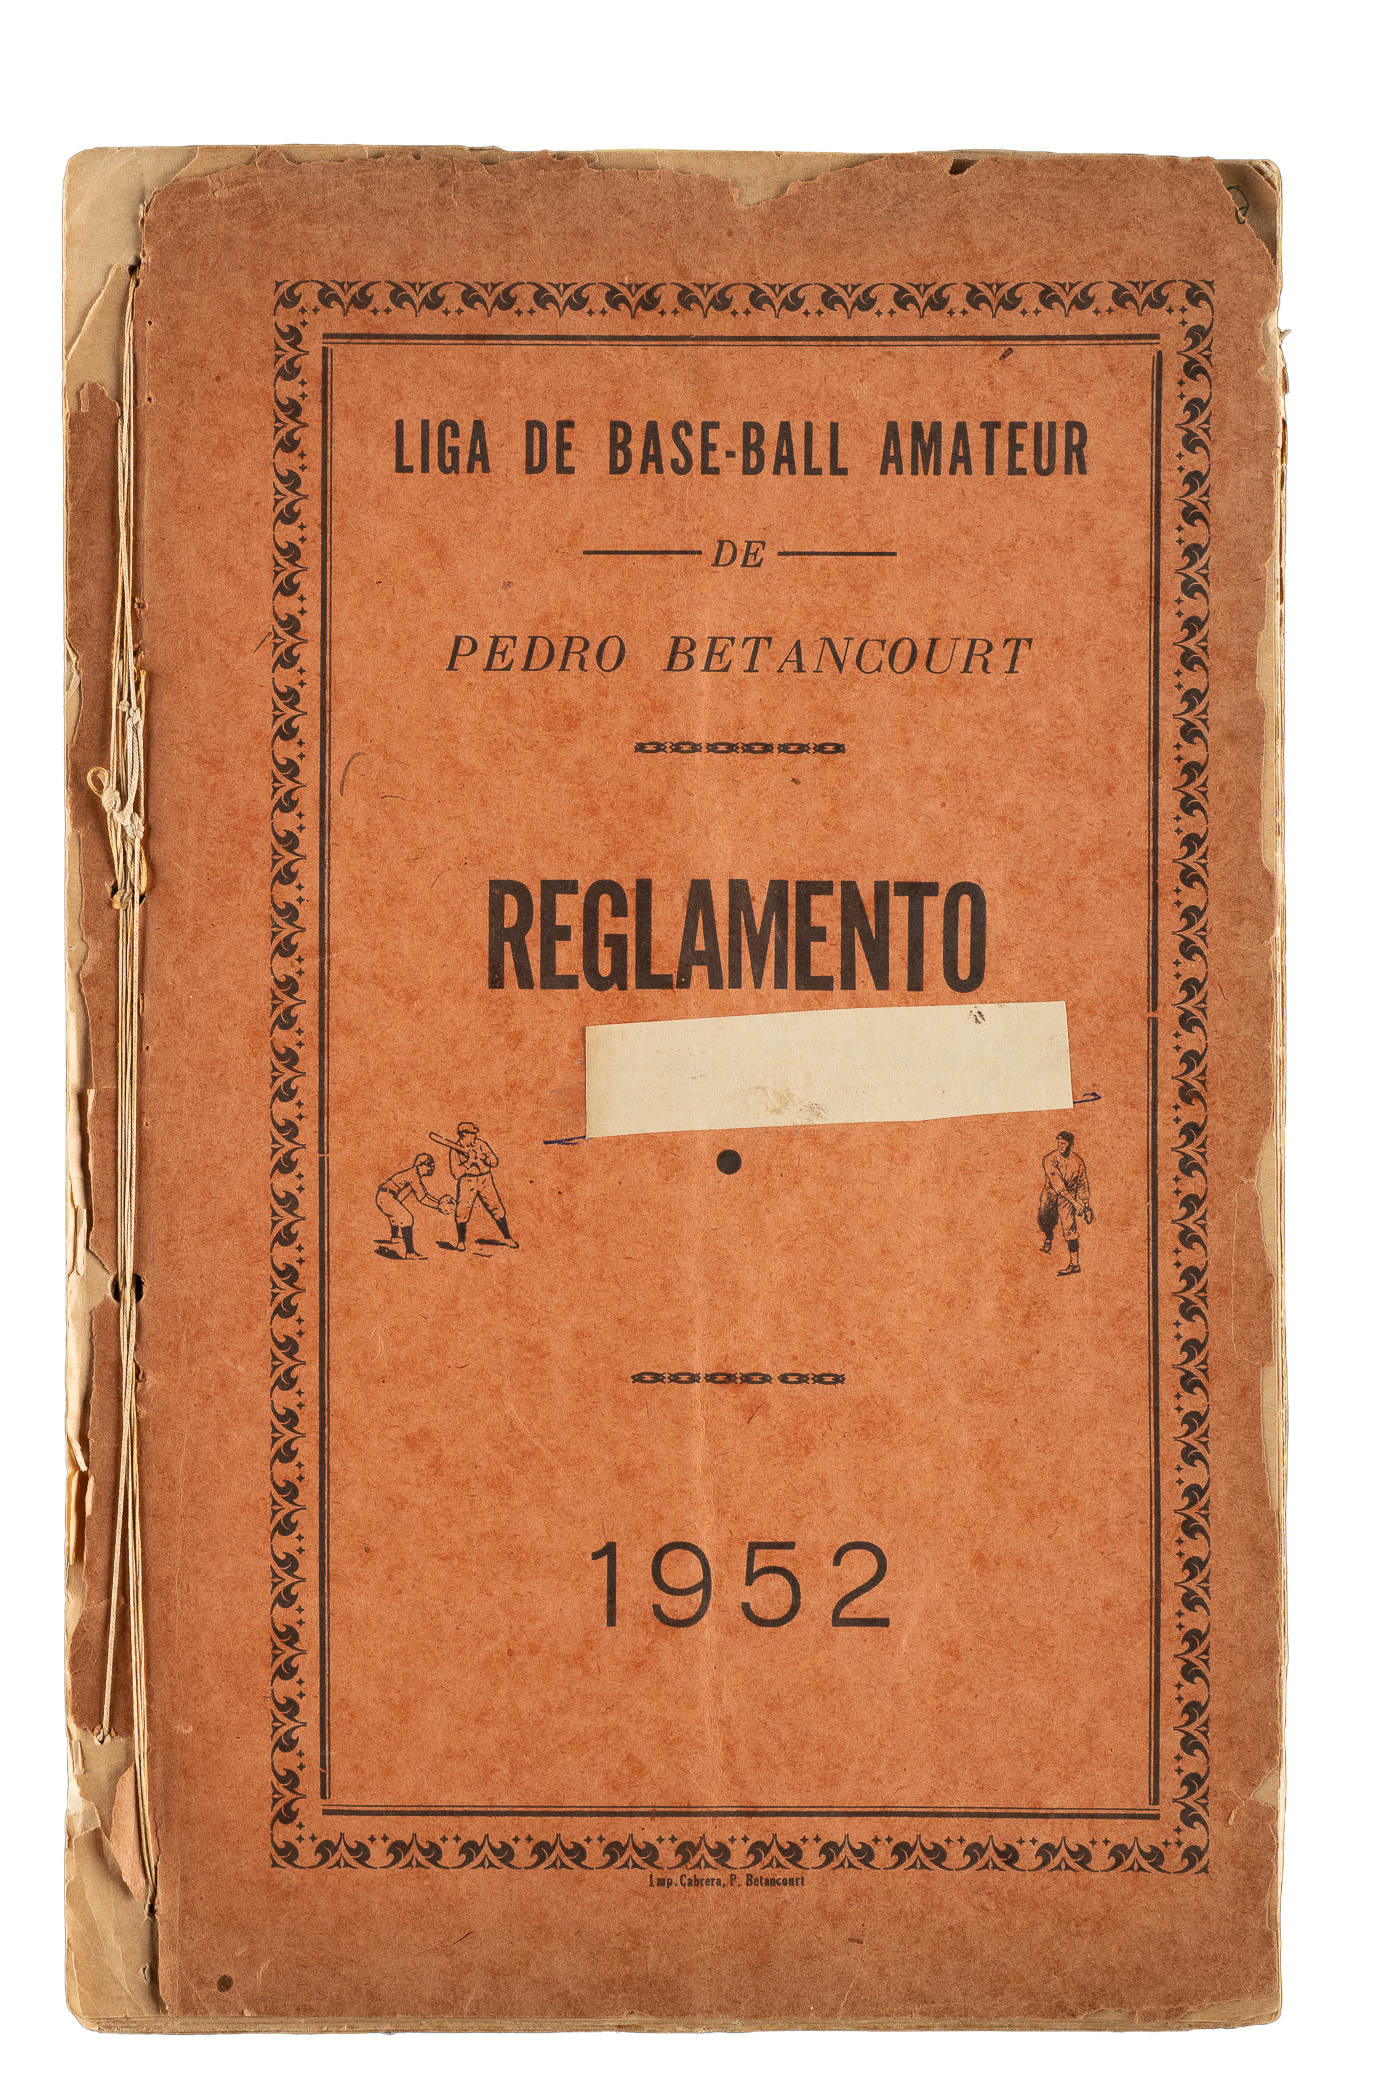 LIGA DE BASE-BALL AMATEUR
DE
PEDRO BETANCOURT
REGLAMENTO
1952
Imp. Cabrera, P. Betancourt